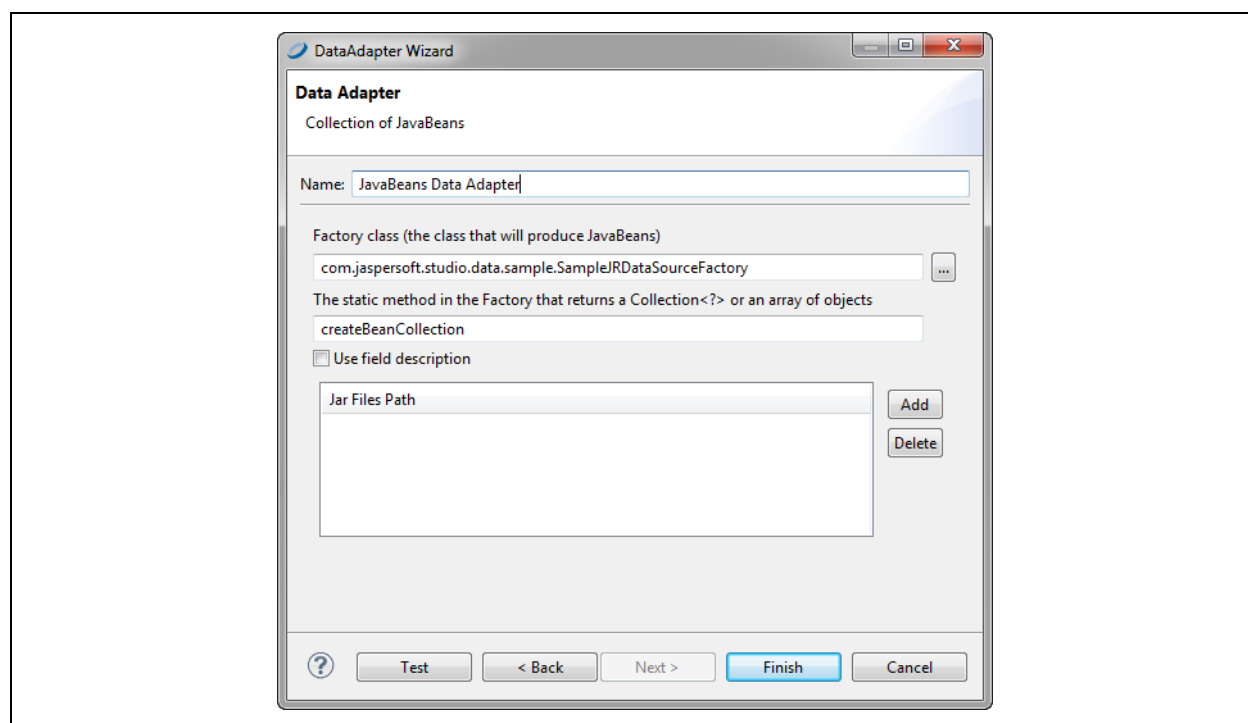 DataAdapter Wizard
Data Adapter
Collection of JavaBeans
Name: JavaBeans Data Adapter
Factory class (the class that will produce JavaBeans)
com.jaspersoft.studio.data.sample.SampleJRDataSourceFactory ...
The static method in the Factory that returns a Collection<?> or an array of objects
createBeanCollection
Use field description
Jar Files Path
Add
Delete
? Test < Back Next > Finish Cancel